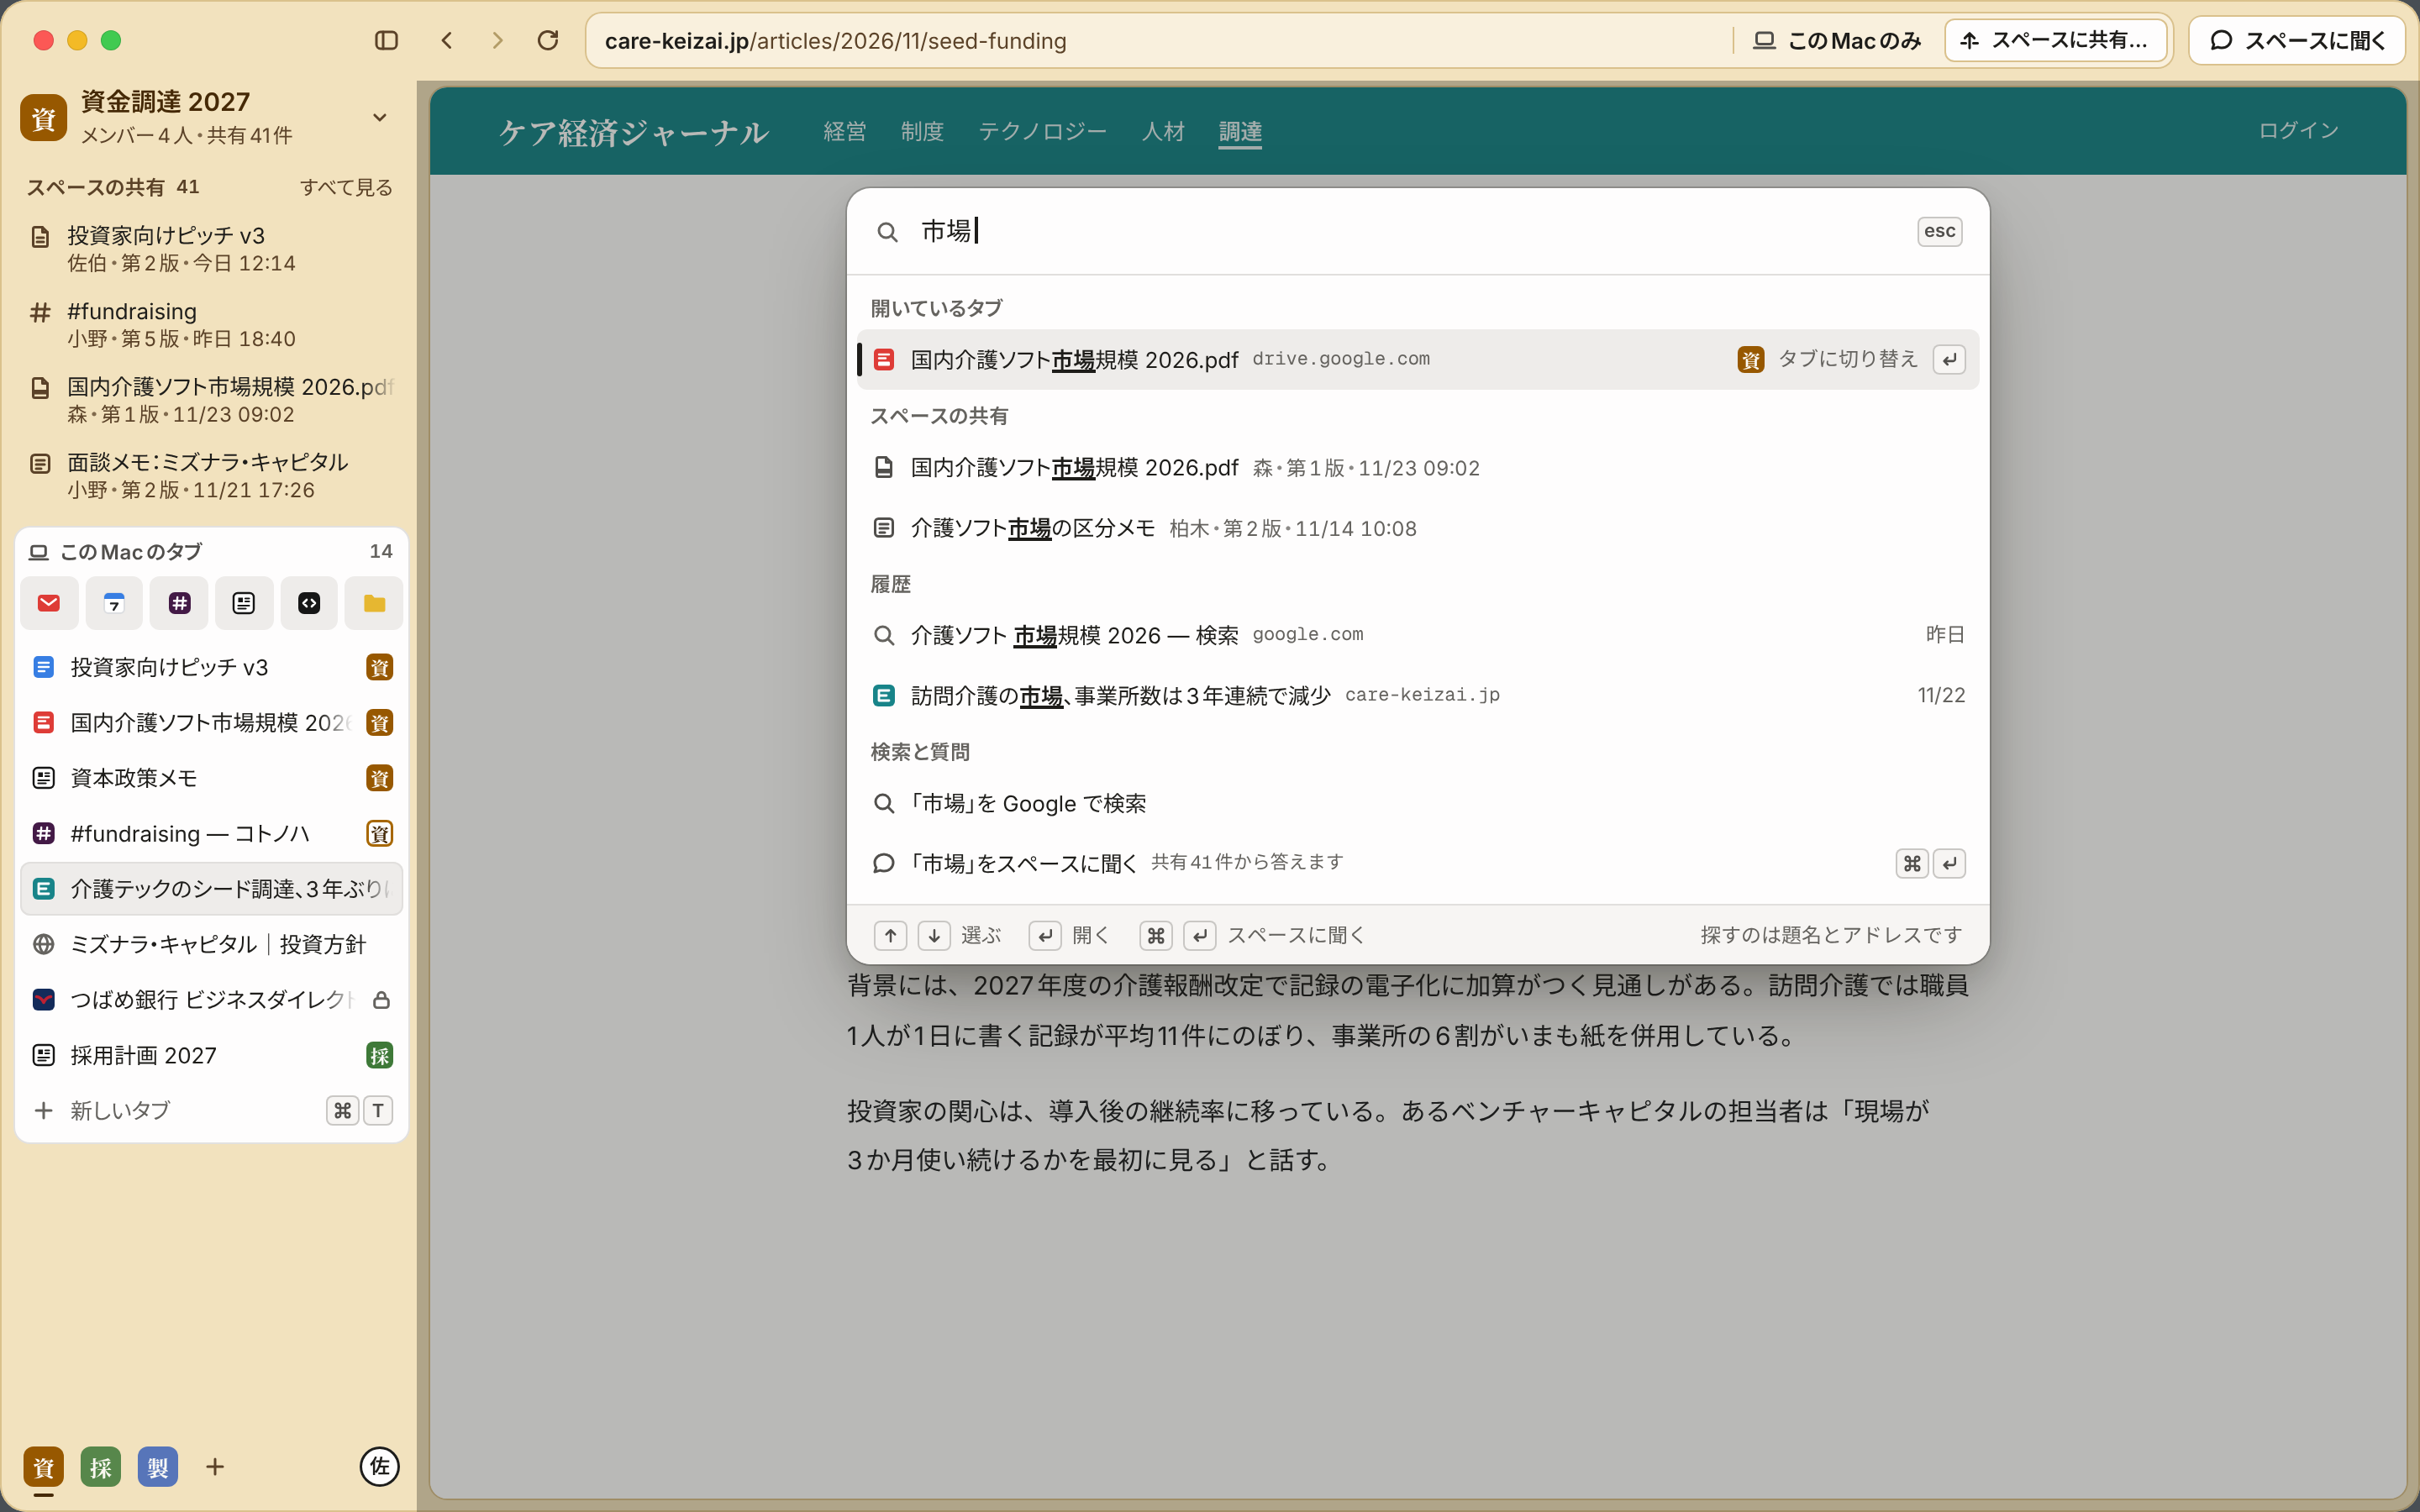 care-keizai.jp/articles/2026/11/seed-funding
このMacのみ
スペースに共有...
スペースに聞く
資
資金調達 2027
メンバー4人・共有41件
スペースの共有 41
すべて見る
投資家向けピッチ v3
佐伯・第2版・今日 12:14
#fundraising
小野・第5版・昨日 18:40
国内介護ソフト市場規模 2026.pdf
森・第1版・11/23 09:02
面談メモ：ミズナラ・キャピタル
小野・第2版・11/21 17:26
このMacのタブ
14
7
投資家向けピッチ v3
資
国内介護ソフト市場規模 2026
資
資本政策メモ
資
#fundraising — コトノハ
資
介護テックのシード調達、3年ぶり
ミズナラ・キャピタル｜投資方針
つばめ銀行 ビジネスダイレクト
採用計画 2027
採
新しいタブ
⌘ T
資
採
製
佐
ケア経済ジャーナル
経営
制度
テクノロジー
人材
調達
ログイン
市場
esc
開いているタブ
国内介護ソフト市場規模 2026.pdf drive.google.com
資
タブに切り替え
スペースの共有
国内介護ソフト市場規模 2026.pdf 森・第1版・11/23 09:02
介護ソフト市場の区分メモ 柏木・第2版・11/14 10:08
履歴
介護ソフト 市場規模 2026 — 検索 google.com
昨日
訪問介護の市場、事業所数は3年連続で減少 care-keizai.jp
11/22
検索と質問
「市場」を Google で検索
「市場」をスペースに聞く 共有41件から答えます
⌘ ↵
↑ ↓ 選ぶ ↵ 開く ⌘ ↵ スペースに聞く
探すのは題名とアドレスです
背景には、2027年度の介護報酬改定で記録の電子化に加算がつく見通しがある。訪問介護では職員
1人が1日に書く記録が平均11件にのぼり、事業所の6割がいまも紙を併用している。
投資家の関心は、導入後の継続率に移っている。あるベンチャーキャピタルの担当者は「現場が
3か月使い続けるかを最初に見る」と話す。